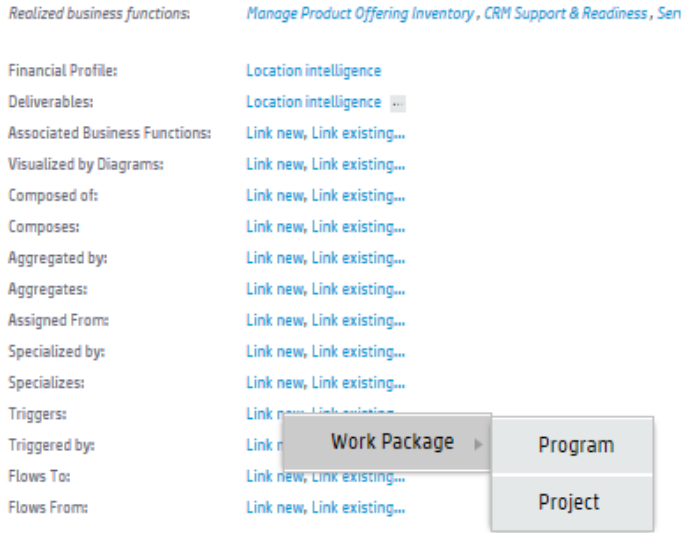 Realized business functions: Manage Product Offering Inventory , CRM Support & Readiness , Ser
Financial Profile: Location intelligence
Deliverables: Location intelligence ...
Associated Business Functions: Link new, Link existing...
Visualized by Diagrams: Link new, Link existing...
Composed of: Link new, Link existing...
Composes: Link new, Link existing...
Aggregated by: Link new, Link existing...
Aggregates: Link new, Link existing...
Assigned From: Link new, Link existing...
Specialized by: Link new, Link existing...
Specializes: Link new, Link existing...
Triggers: Link new, Link existing...
Triggered by: Link n Work Package Program
Flows To: Link new, Link existing...
Project
Flows From: Link new, Link existing...